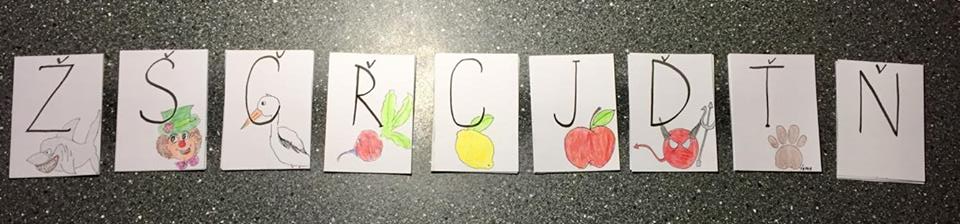 Ž Š Č Ř C J Ď Ť Ň